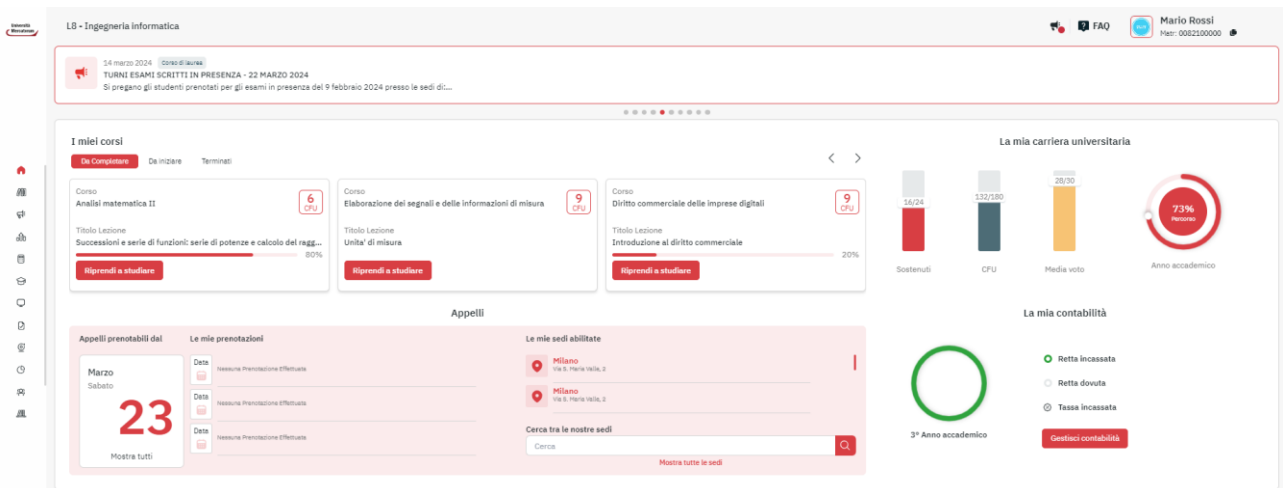 Università
Mercatorum
L8 - Ingegneria informatica
FAQ
Mario Rossi
Matr: 0082100000
14 marzo 2024 Corso di laurea
TURNI ESAMI SCRITTI IN PRESENZA - 22 MARZO 2024
Si pregano gli studenti prenotati per gli esami in presenza del 9 febbraio 2024 presso le sedi di:...
I miei corsi
Da Completare Da iniziare Terminati
Corso
Analisi matematica II
6
CFU
Titolo Lezione
Successioni e serie di funzioni: serie di potenze e calcolo del ragg...
80%
Riprendi a studiare
Corso
Elaborazione dei segnali e delle informazioni di misura
9
CFU
Titolo Lezione
Unita' di misura
Riprendi a studiare
Corso
Diritto commerciale delle imprese digitali
9
CFU
Titolo Lezione
Introduzione al diritto commerciale
20%
Riprendi a studiare
La mia carriera universitaria
16/24
132/180
28/30
73%
Percorso
Sostenuti
CFU
Media voto
Anno accademico
Appelli
Appelli prenotabili dal
Marzo
Sabato
23
Mostra tutti
Le mie prenotazioni
Data
Nessuna Prenotazione Effettuata
Data
Nessuna Prenotazione Effettuata
Data
Nessuna Prenotazione Effettuata
Le mie sedi abilitate
Milano
Via S. Maria Valle, 2
Milano
Via S. Maria Valle, 2
Cerca tra le nostre sedi
Cerca
Mostra tutte le sedi
La mia contabilità
3° Anno accademico
Retta incassata
Retta dovuta
Tassa incassata
Gestisci contabilità